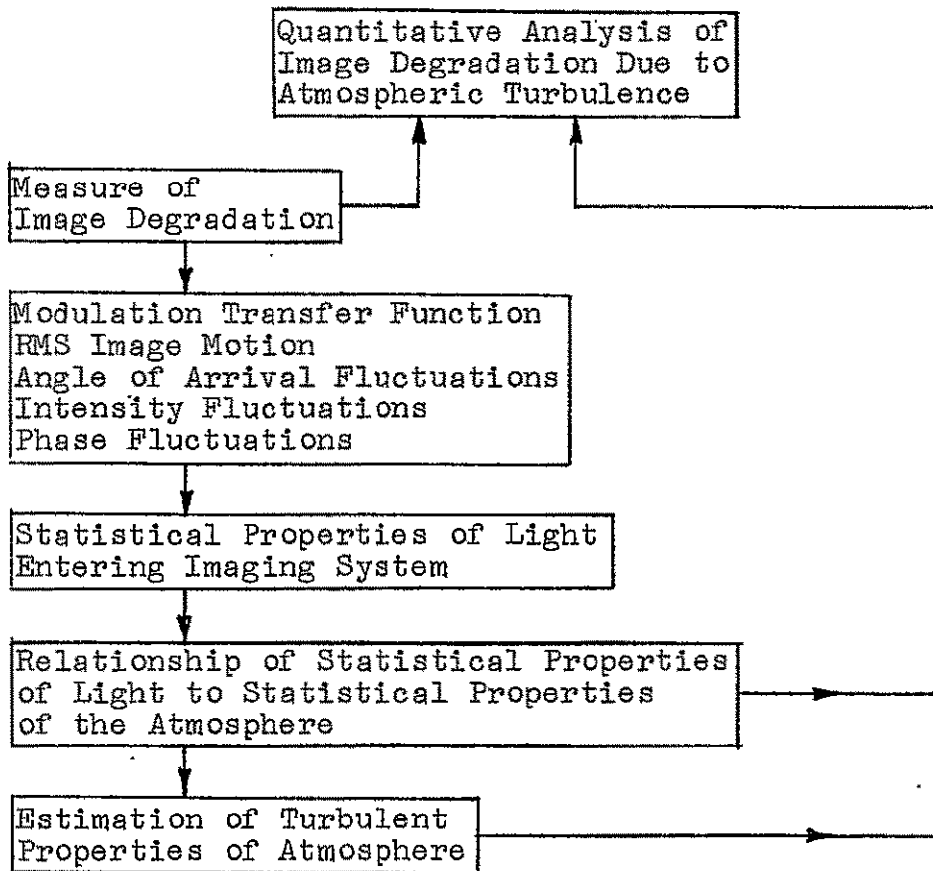 Quantitative Analysis of
Image Degradation Due to
Atmospheric Turbulence
Measure of
Image Degradation
Modulation Transfer Function
RMS Image Motion
Angle of Arrival Fluctuations
Intensity Fluctuations
Phase Fluctuations
Statistical Properties of Light
Entering Imaging System
Relationship of Statistical Properties
of Light to Statistical Properties
of the Atmosphere
Estimation of Turbulent
Properties of Atmosphere